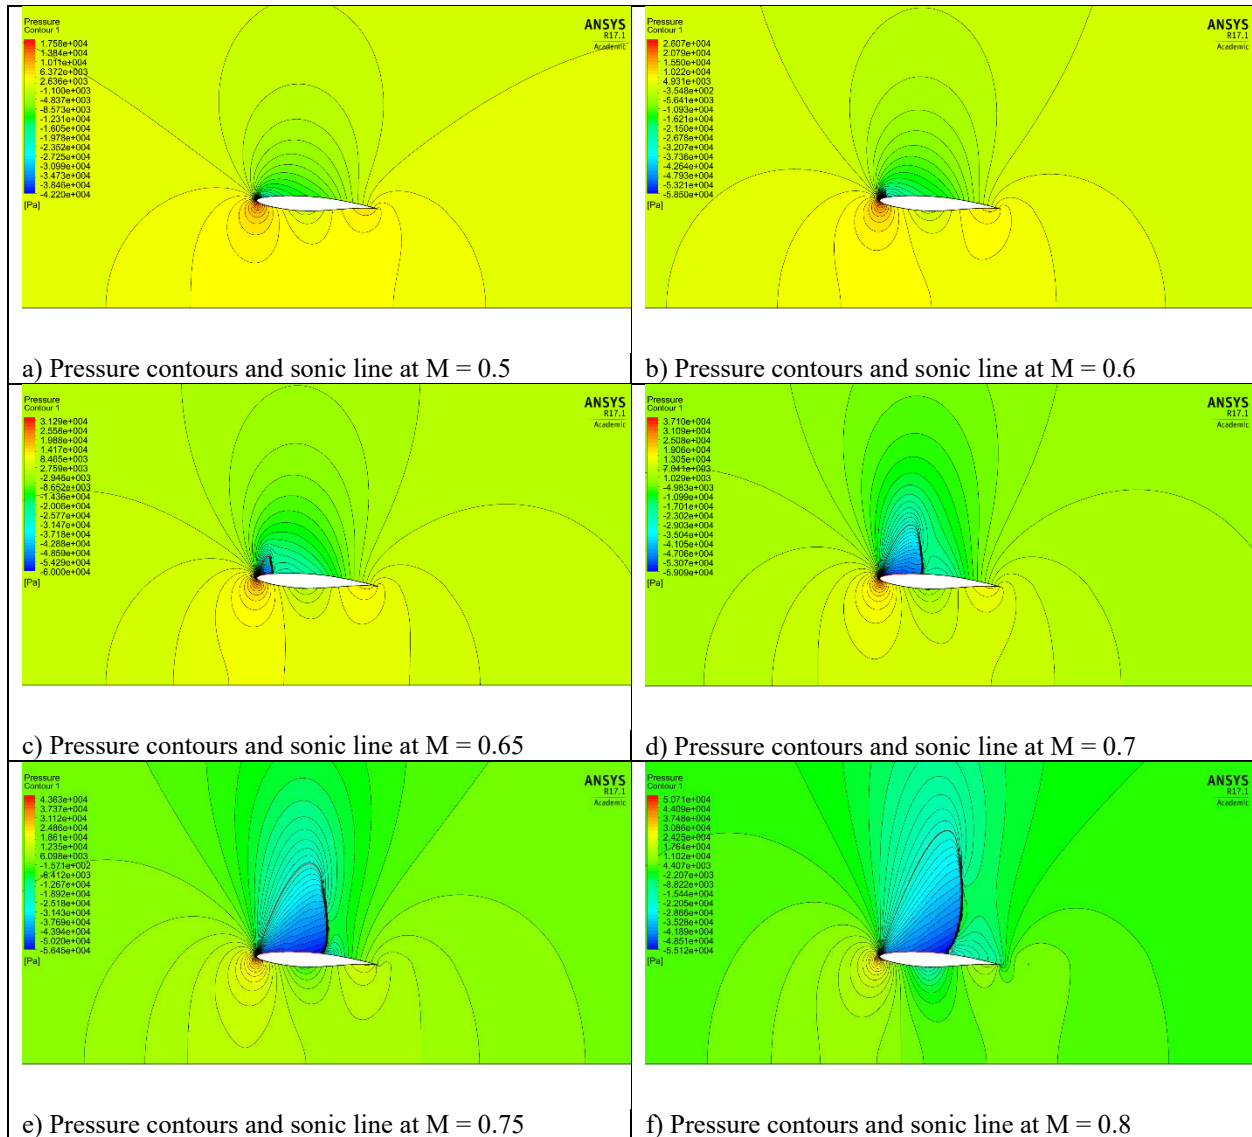 Pressure
Contour 1
1.758e+004
1.384e+004
1.011e+004
6.372e+003
2.636e+003
-1.100e+003
-4.837e+003
-8.573e+003
-1.231e+004
-1.605e+004
-1.978e+004
-2.352e+004
-2.725e+004
-3.099e+004
-3.473e+004
-3.846e+004
-4.220e+004
[Pa]
ANSYS
R17.1
Academic
a) Pressure contours and sonic line at M = 0.5
Pressure
Contour 1
2.607e+004
2.079e+004
1.550e+004
1.022e+004
4.931e+003
-3.548e+002
-5.641e+003
-1.093e+004
-1.621e+004
-2.150e+004
-2.678e+004
-3.207e+004
-3.736e+004
-4.264e+004
-4.793e+004
-5.321e+004
-5.850e+004
[Pa]
ANSYS
R17.1
Academic
b) Pressure contours and sonic line at M = 0.6
Pressure
Contour 1
3.129e+004
2.558e+004
1.988e+004
1.417e+004
8.465e+003
2.759e+003
-2.946e+003
-8.652e+003
-1.436e+004
-2.006e+004
-2.577e+004
-3.147e+004
-3.718e+004
-4.288e+004
-4.859e+004
-5.429e+004
-6.000e+004
[Pa]
ANSYS
R17.1
Academic
c) Pressure contours and sonic line at M = 0.65
Pressure
Contour 1
3.710e+004
3.109e+004
2.508e+004
1.906e+004
1.305e+004
7.041e+003
1.029e+003
-4.983e+003
-1.099e+004
-1.701e+004
-2.302e+004
-2.903e+004
-3.504e+004
-4.105e+004
-4.706e+004
-5.307e+004
-5.909e+004
[Pa]
ANSYS
R17.1
Academic
d) Pressure contours and sonic line at M = 0.7
Pressure
Contour 1
4.363e+004
3.737e+004
3.112e+004
2.486e+004
1.861e+004
1.235e+004
6.098e+003
-1.571e+002
-6.412e+003
-1.267e+004
-1.892e+004
-2.518e+004
-3.143e+004
-3.769e+004
-4.394e+004
-5.020e+004
-5.645e+004
[Pa]
ANSYS
R17.1
Academic
e) Pressure contours and sonic line at M = 0.75
Pressure
Contour 1
5.071e+004
4.409e+004
3.748e+004
3.086e+004
2.425e+004
1.764e+004
1.102e+004
4.407e+003
-2.207e+003
-8.822e+003
-1.544e+004
-2.205e+004
-2.866e+004
-3.528e+004
-4.189e+004
-4.851e+004
-5.512e+004
[Pa]
ANSYS
R17.1
Academic
f) Pressure contours and sonic line at M = 0.8